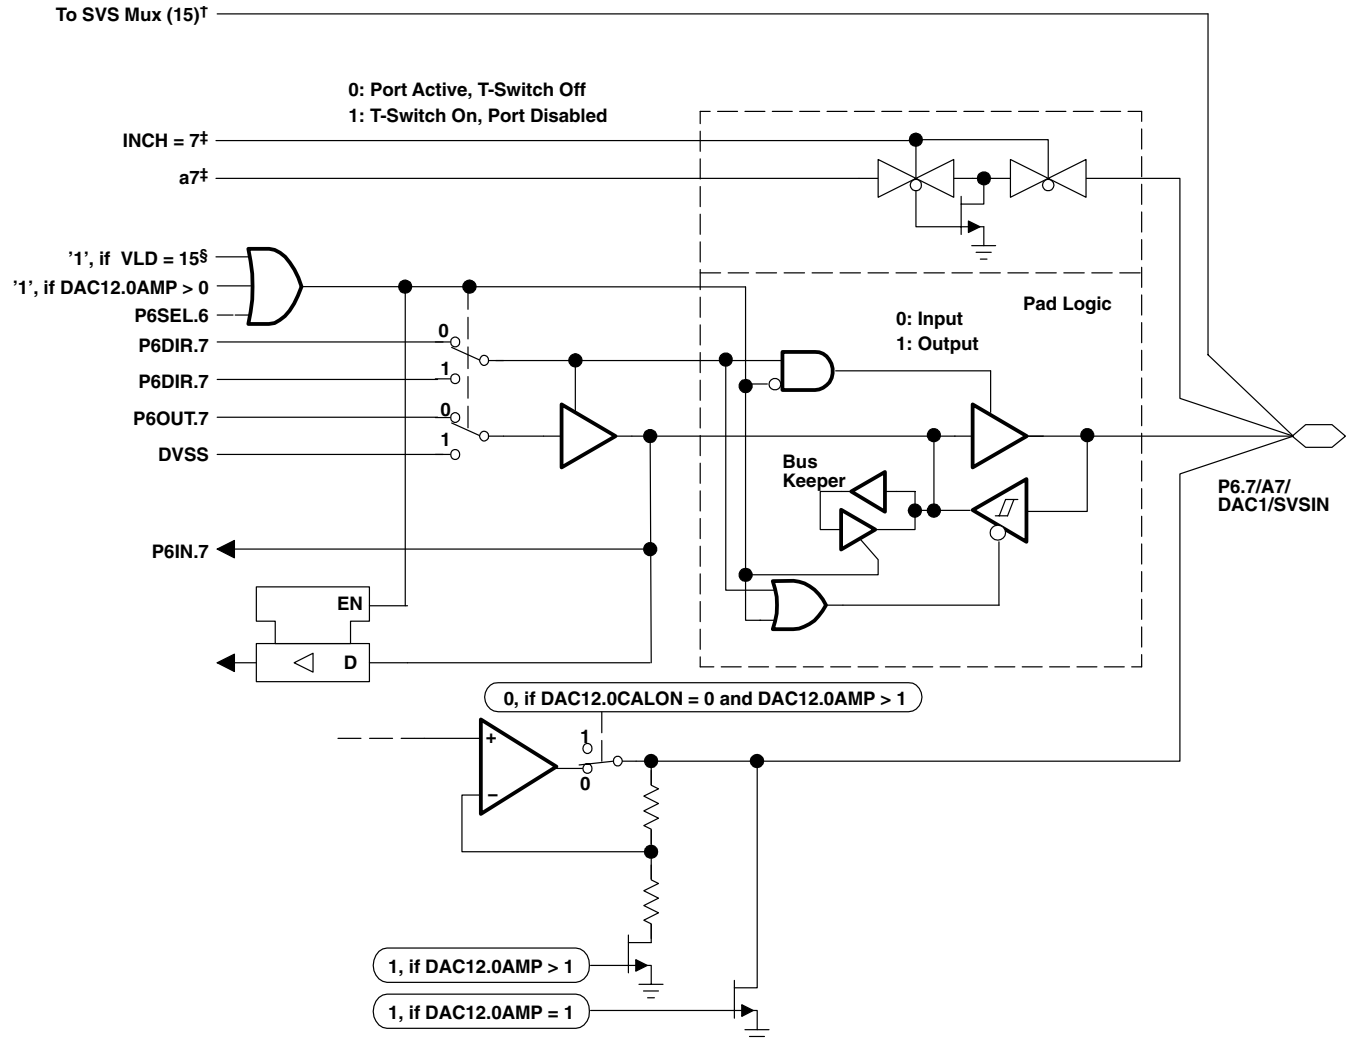 To SVS Mux (15)†
0: Port Active, T-Switch Off
1: T-Switch On, Port Disabled
INCH = 7‡
a7‡
’1’, if VLD = 15§
’1’, if DAC12.0AMP > 0
P6SEL.6
P6DIR.7
0
P6DIR.7
1
P6OUT.7
0
DVSS
1
Pad Logic
0: Input
1: Output
Bus
Keeper
P6.7/A7/
DAC1/SVSIN
P6IN.7
EN
D
0, if DAC12.0CALON = 0 and DAC12.0AMP > 1
+
−
1
0
1, if DAC12.0AMP > 1
1, if DAC12.0AMP = 1